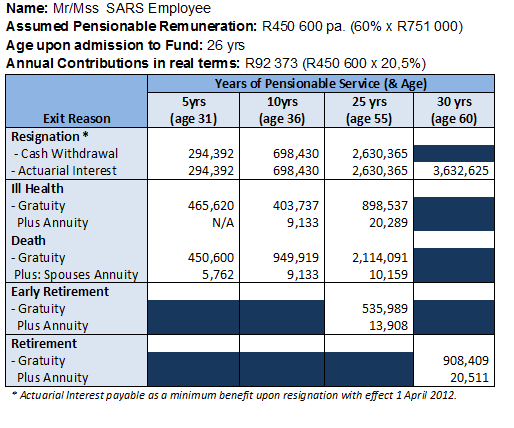 Name: Mr/Mss SARS Employee
Assumed Pensionable Remuneration: R450 600 pa. (60% x R751 000)
Age upon admission to Fund: 26 yrs
Annual Contributions in real terms: R92 373 (R450 600 x 20,5%)
Years of Pensionable Service (& Age)
Exit Reason 5yrs (age 31) 10yrs (age 36) 25 yrs (age 55) 30 yrs (age 60)
Resignation *
- Cash Withdrawal 294,392 698,430 2,630,365
- Actuarial Interest 294,392 698,430 2,630,365 3,632,625
Ill Health
- Gratuity 465,620 403,737 898,537
Plus Annuity N/A 9,133 20,289
Death
- Gratuity 450,600 949,919 2,114,091
Plus: Spouses Annuity 5,762 9,133 10,159
Early Retirement
- Gratuity 535,989
Plus Annuity 13,908
Retirement
- Gratuity 908,409
Plus Annuity 20,511
* Actuarial Interest payable as a minimum benefit upon resignation with effect 1 April 2012.